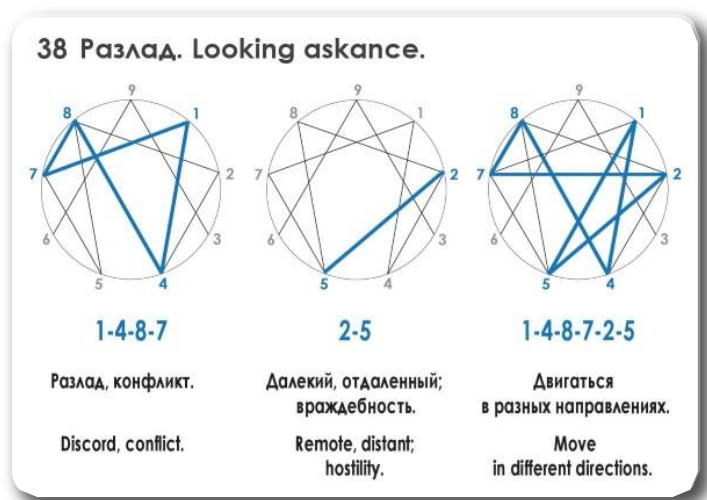 38 Разлад. Looking askance.
9
8
1
7
2
6
3
5
4
9
8
1
7
2
6
3
5
4
9
8
1
7
2
6
3
5
4
1-4-8-7
2-5
1-4-8-7-2-5
Разлад, конфликт.
Далекий, отдаленный;
враждебность.
Двигаться
в разных направлениях.
Discord, conflict.
Remote, distant;
hostility.
Move
in different directions.